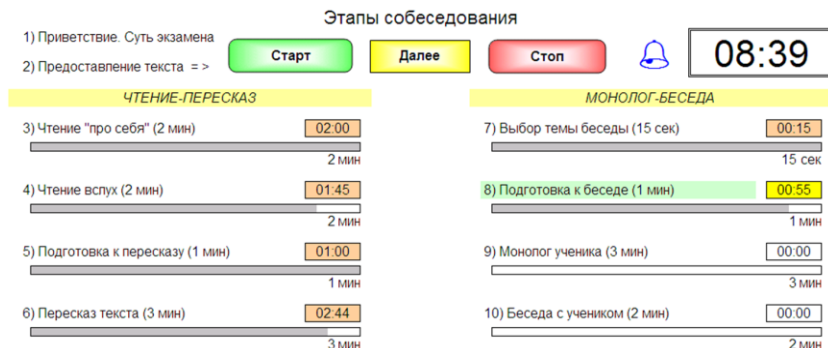 Этапы собеседования
1) Приветствие. Суть экзамена
2) Предоставление текста = >
Старт
Далее
Стоп
08:39
ЧТЕНИЕ-ПЕРЕСКАЗ
3) Чтение "про себя" (2 мин) 02:00
2 мин
4) Чтение вслух (2 мин) 01:45
2 мин
5) Подготовка к пересказу (1 мин) 01:00
1 мин
6) Пересказ текста (3 мин) 02:44
3 мин
МОНОЛОГ-БЕСЕДА
7) Выбор темы беседы (15 сек) 00:15
15 сек
8) Подготовка к беседе (1 мин) 00:55
1 мин
9) Монолог ученика (3 мин) 00:00
3 мин
10) Беседа с учеником (2 мин) 00:00
2 мин